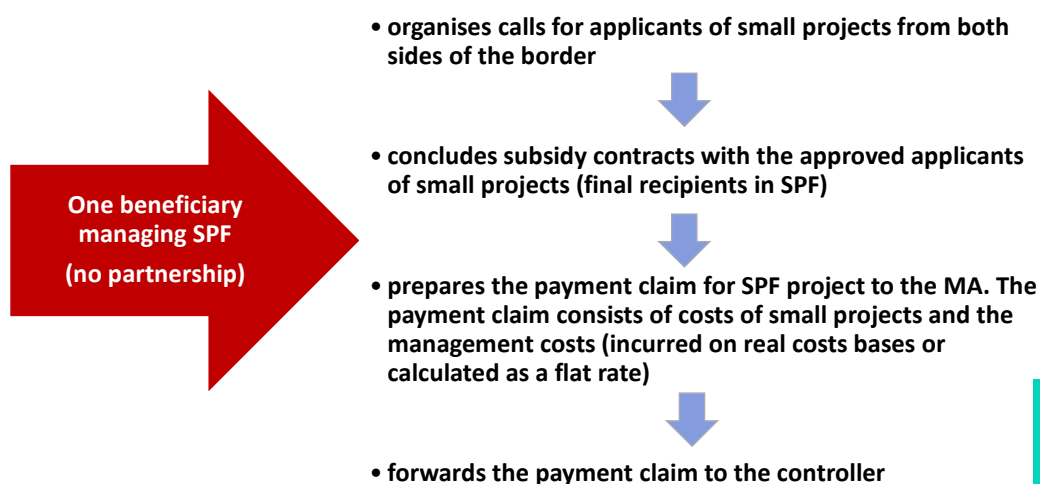 One beneficiary
managing SPF
(no partnership)
• organises calls for applicants of small projects from both
sides of the border
• concludes subsidy contracts with the approved applicants
of small projects (final recipients in SPF)
• prepares the payment claim for SPF project to the MA. The
payment claim consists of costs of small projects and the
management costs (incurred on real costs bases or
calculated as a flat rate)
• forwards the payment claim to the controller